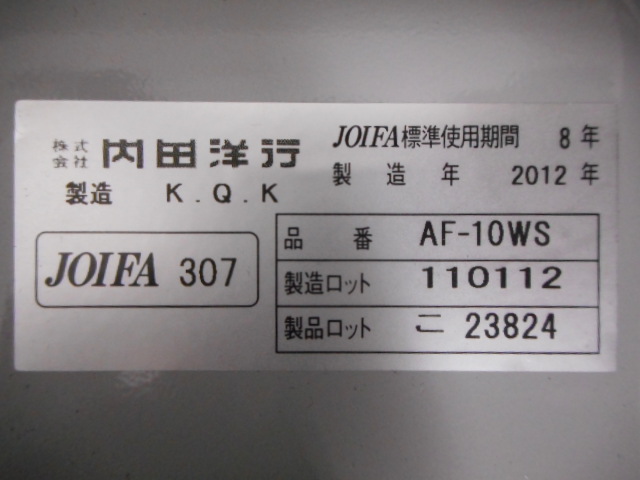 株式会社 内田洋行
製造 K.Q.K
JOIFA 307
JOIFA標準使用期間 8年
製造年 2012年
品番 AF-10WS
製造ロット 110112
製品ロット ニ 23824